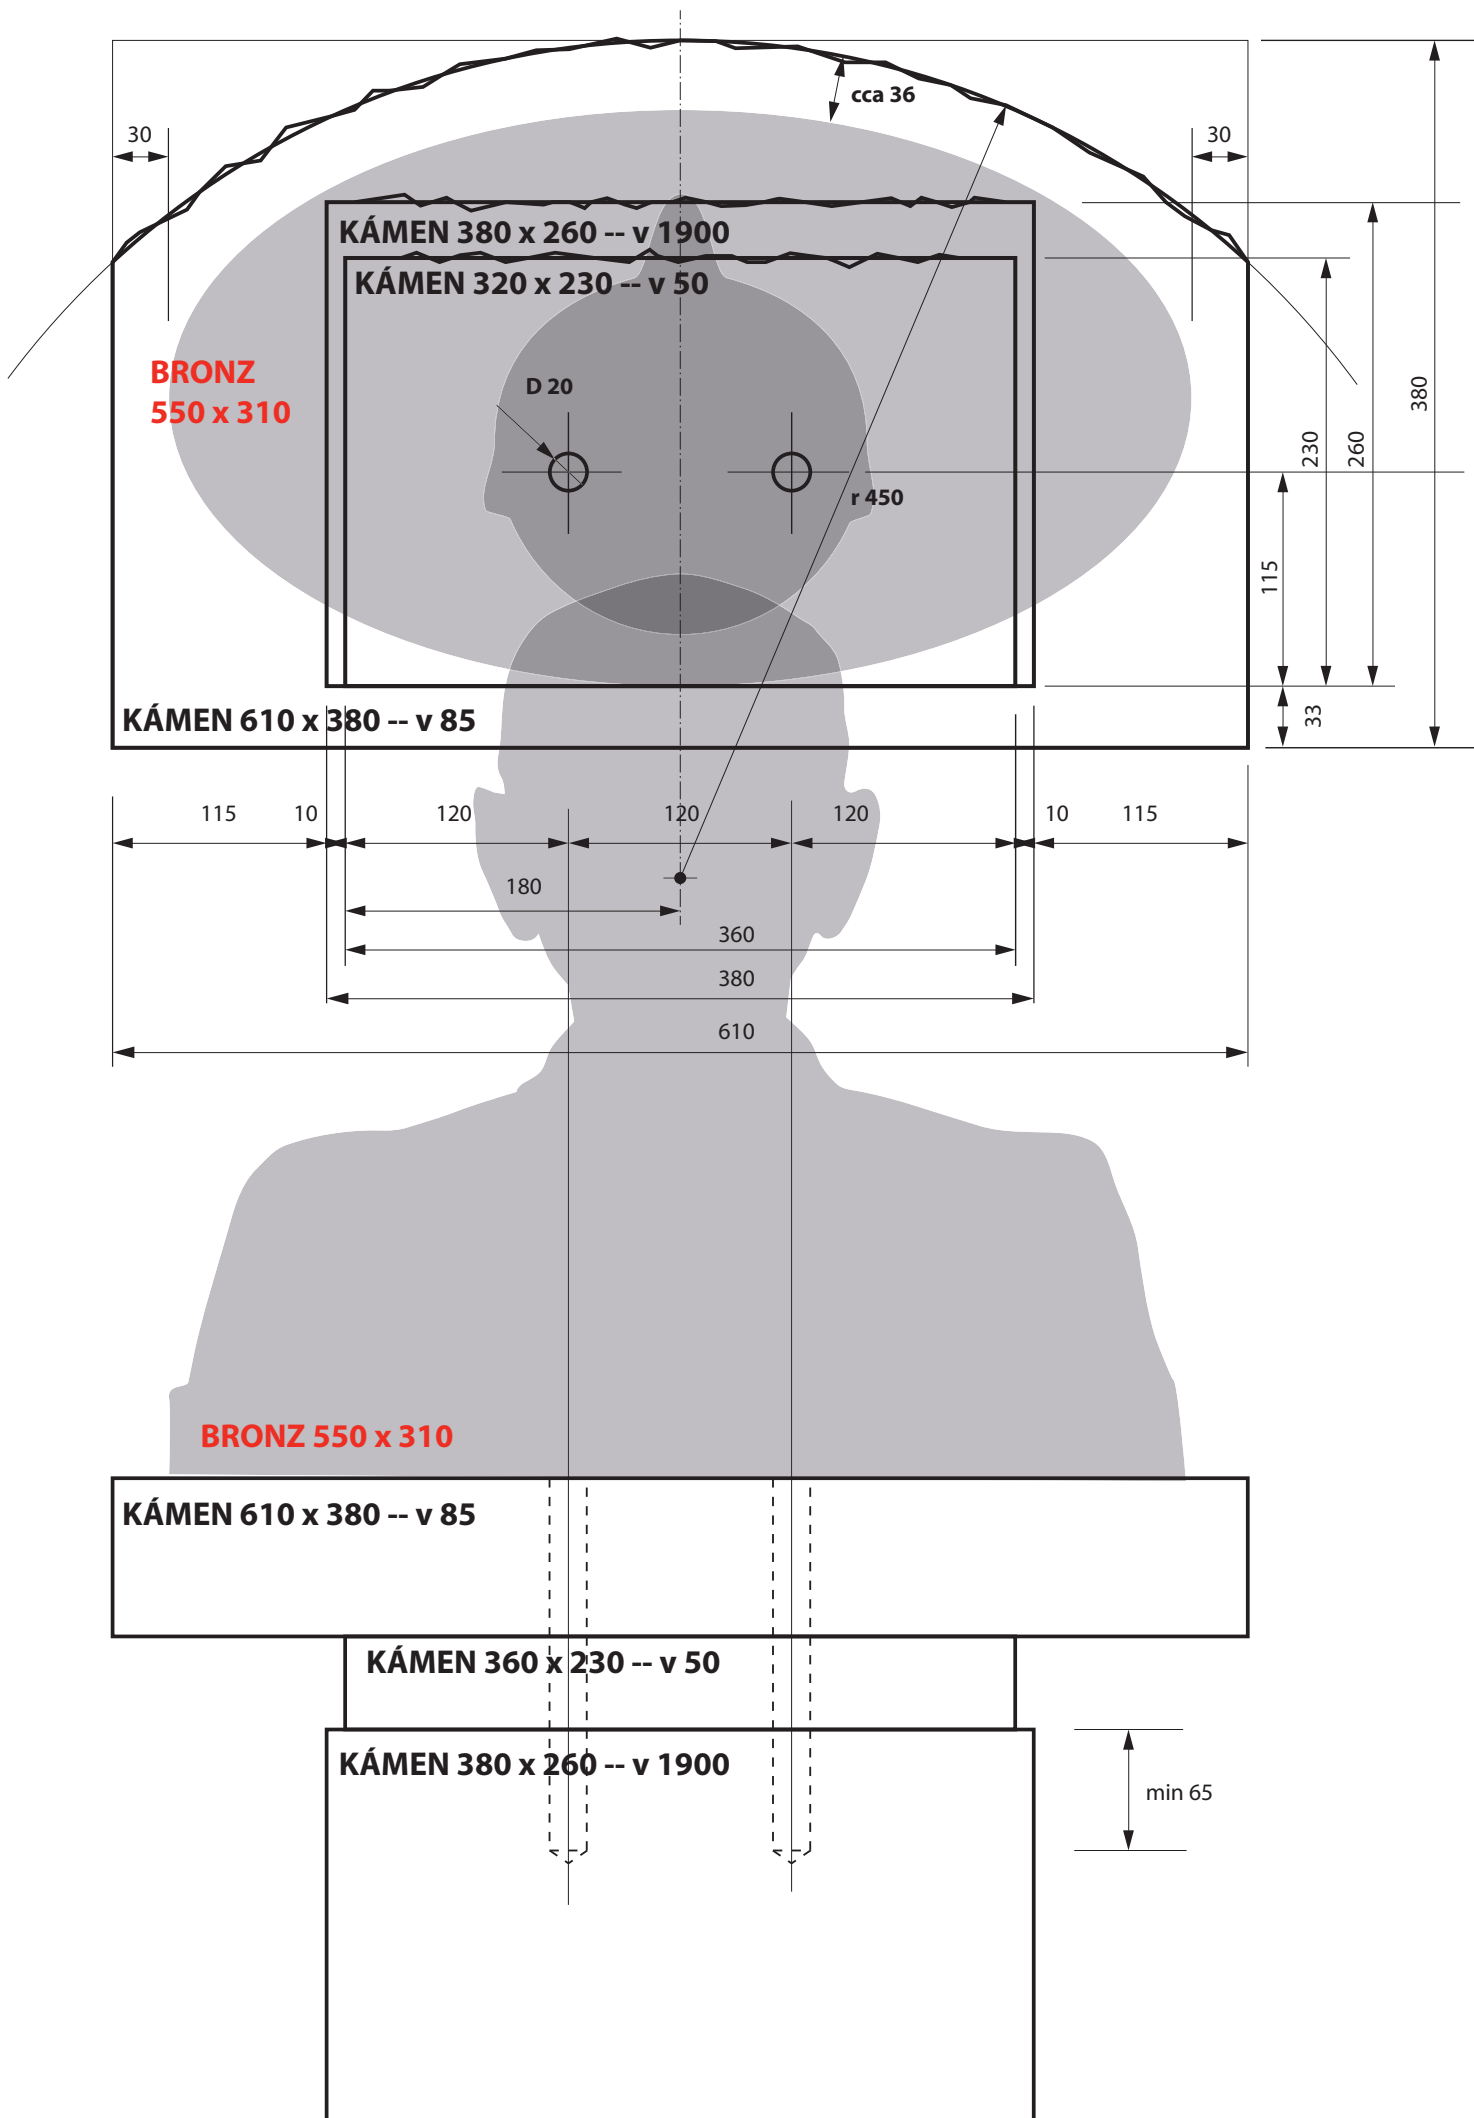 cca 36
30
30
KÁMEN 380 x 260 -- v 1900
KÁMEN 320 x 230 -- v 50
BRONZ
550 x 310
D 20
r 450
380
230
260
115
33
KÁMEN 610 x 380 -- v 85
115
10
120
120
120
10
115
180
360
380
610
BRONZ 550 x 310
KÁMEN 610 x 380 -- v 85
KÁMEN 360 x 230 -- v 50
KÁMEN 380 x 260 -- v 1900
min 65